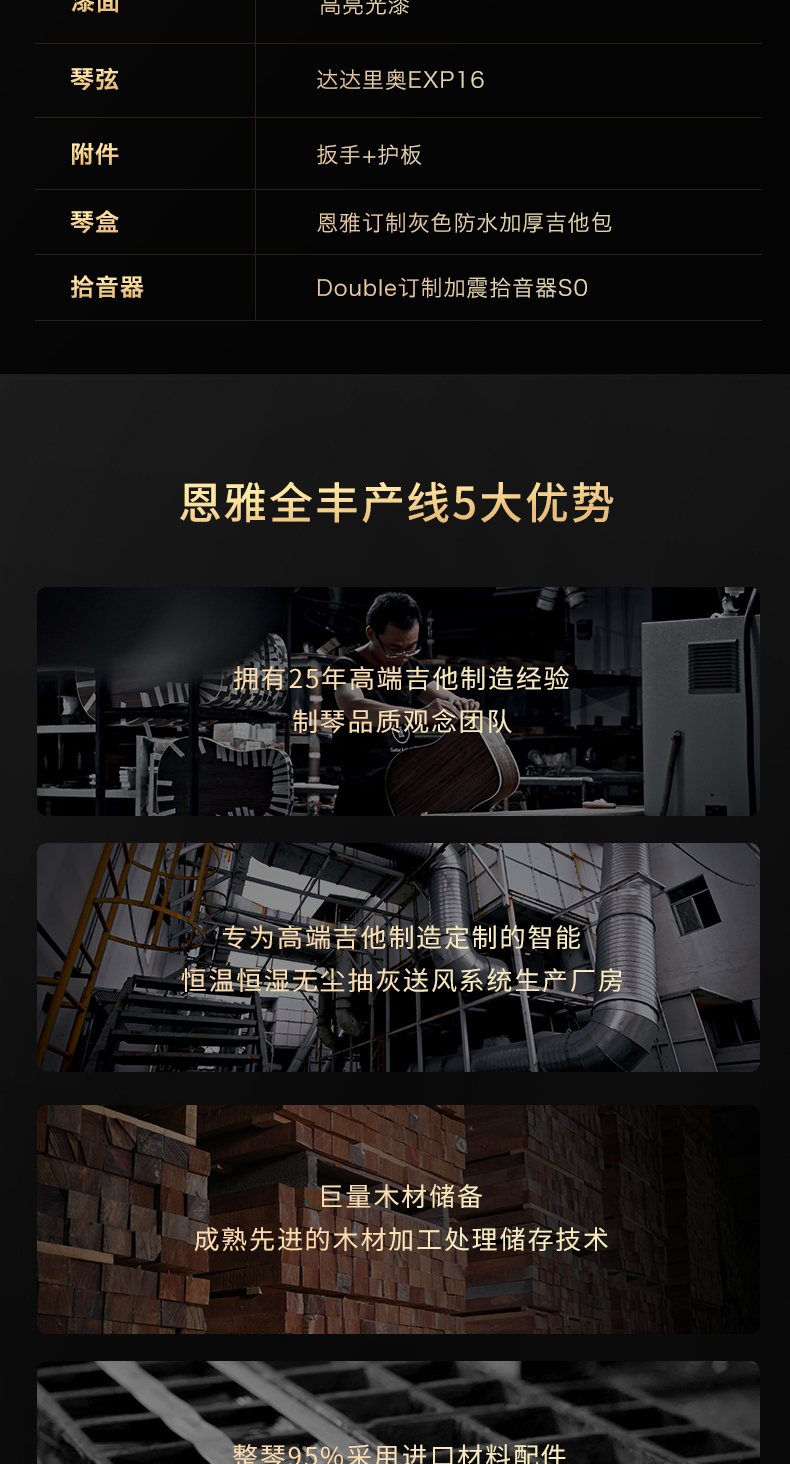 漆面 高亮光漆
琴弦 达达里奥EXP16
附件 扳手+护板
琴盒 恩雅订制灰色防水加厚吉他包
拾音器 Double订制加震拾音器S0
恩雅全丰产线5大优势
拥有25年高端吉他制造经验
制琴品质观念团队
专为高端吉他制造定制的智能
恒温恒湿无尘抽灰送风系统生产厂房
巨量木材储备
成熟先进的木材加工处理储存技术
整琴95%采用进口材料配件